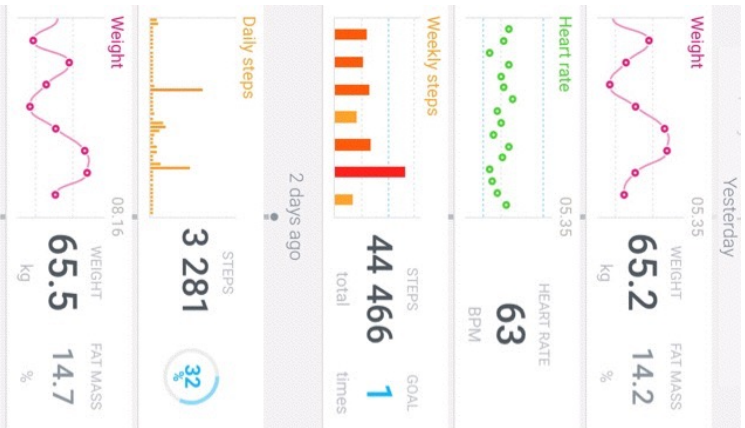 Yesterday
Weight
05.35
WEIGHT
65.2
kg
FAT MASS
14.2
%
Heart rate
05.35
HEART RATE
63
BPM
Weekly steps
STEPS
44 466
total
GOAL
1
times
2 days ago
Daily steps
STEPS
3 281
32
%
Weight
08.16
WEIGHT
65.5
kg
FAT MASS
14.7
%